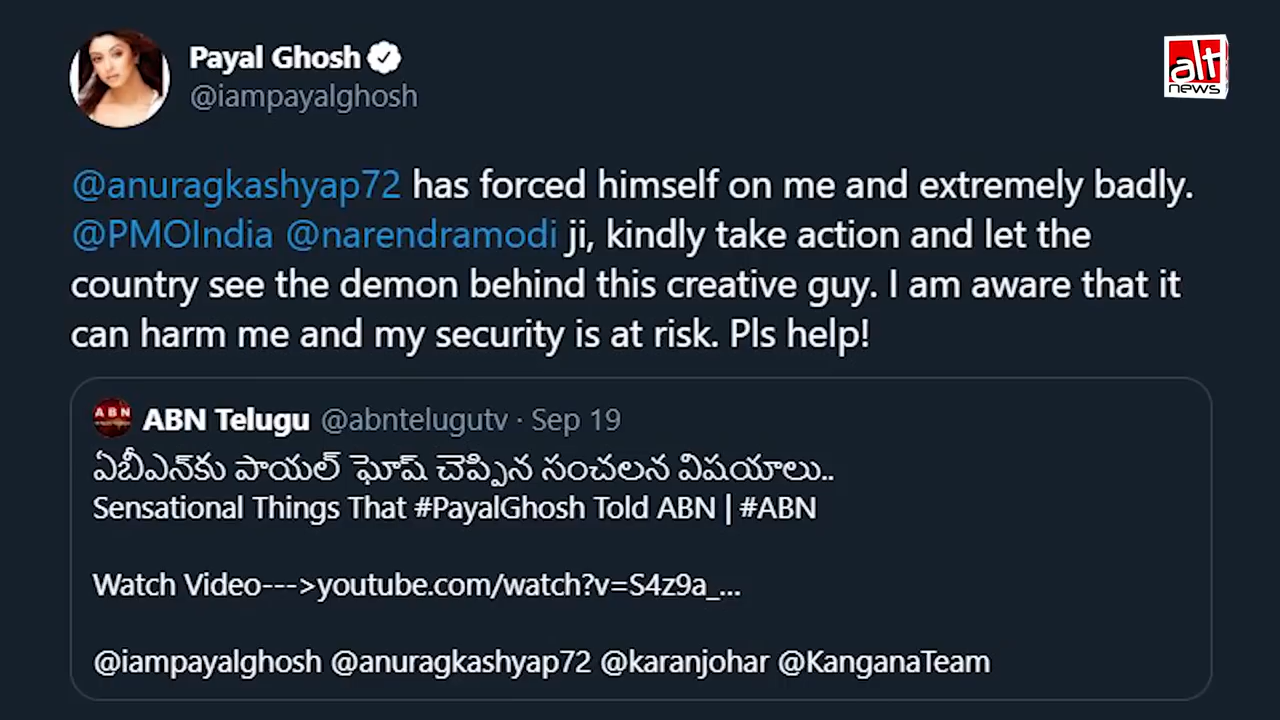 Payal Ghosh
@iampayalghosh
alt
news
@anuragkashyap72 has forced himself on me and extremely badly.
@PMOIndia @narendramodi ji, kindly take action and let the
country see the demon behind this creative guy. I am aware that it
can harm me and my security is at risk. Pls help!
ABN
ABN Telugu @abntelugutv · Sep 19
ఏబీఎన్‌కు పాయల్ ఘోష్ చెప్పిన సంచలన విషయాలు..
Sensational Things That #PayalGhosh Told ABN | #ABN
Watch Video--->youtube.com/watch?v=S4z9a_...
@iampayalghosh @anuragkashyap72 @karanjohar @KanganaTeam